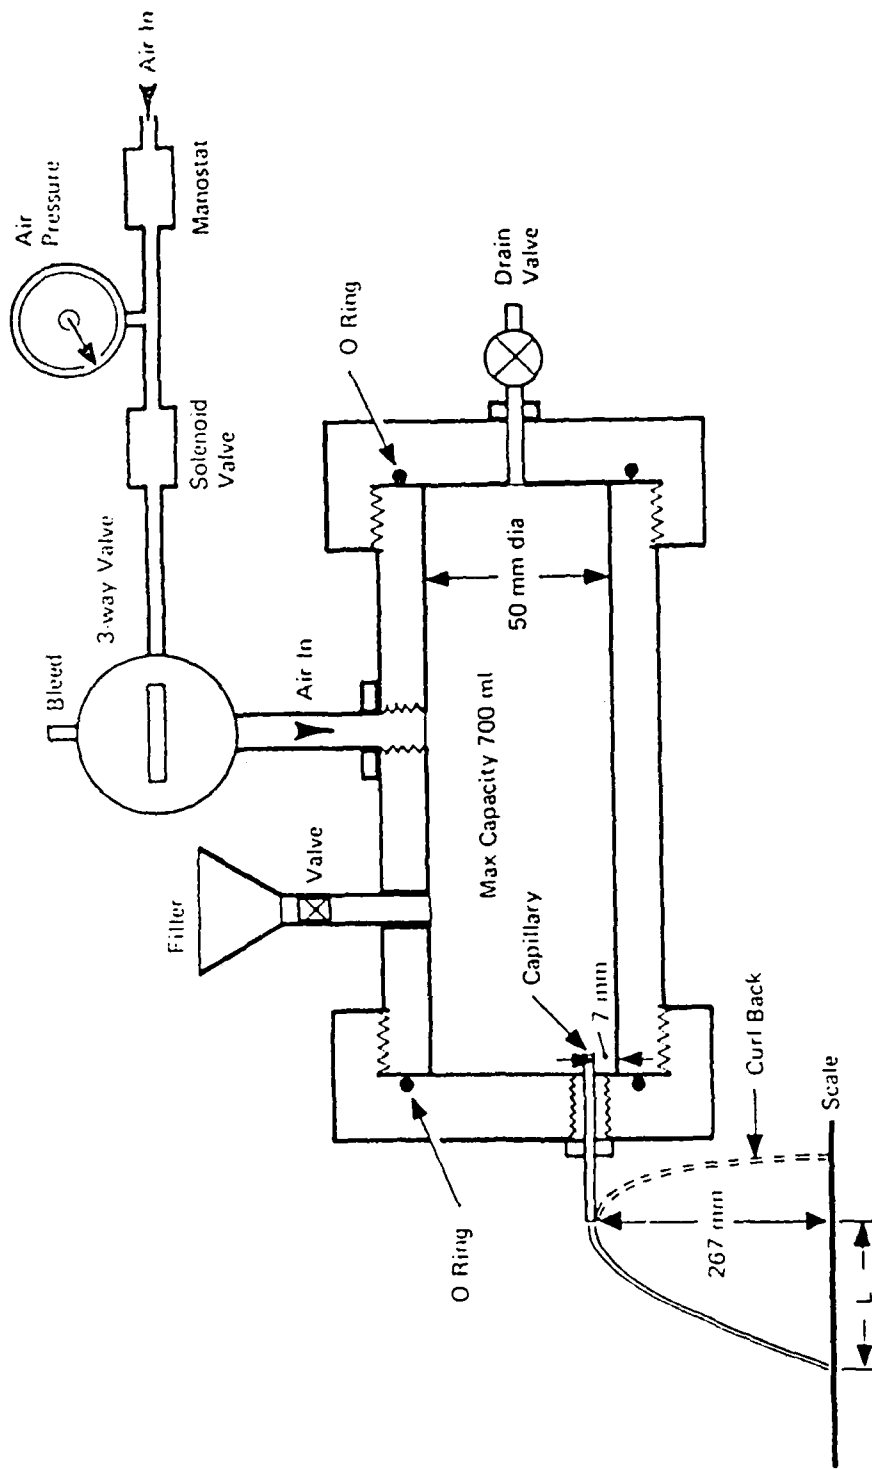 Air In
Air
Pressure
Manostat
Solenoid
Valve
3-way Valve
Bleed
Air In
Filter
Valve
O Ring
Drain
Valve
50 mm dia
Max Capacity 700 ml
Capillary
7 mm
O Ring
Curl Back
Scale
267 mm
L